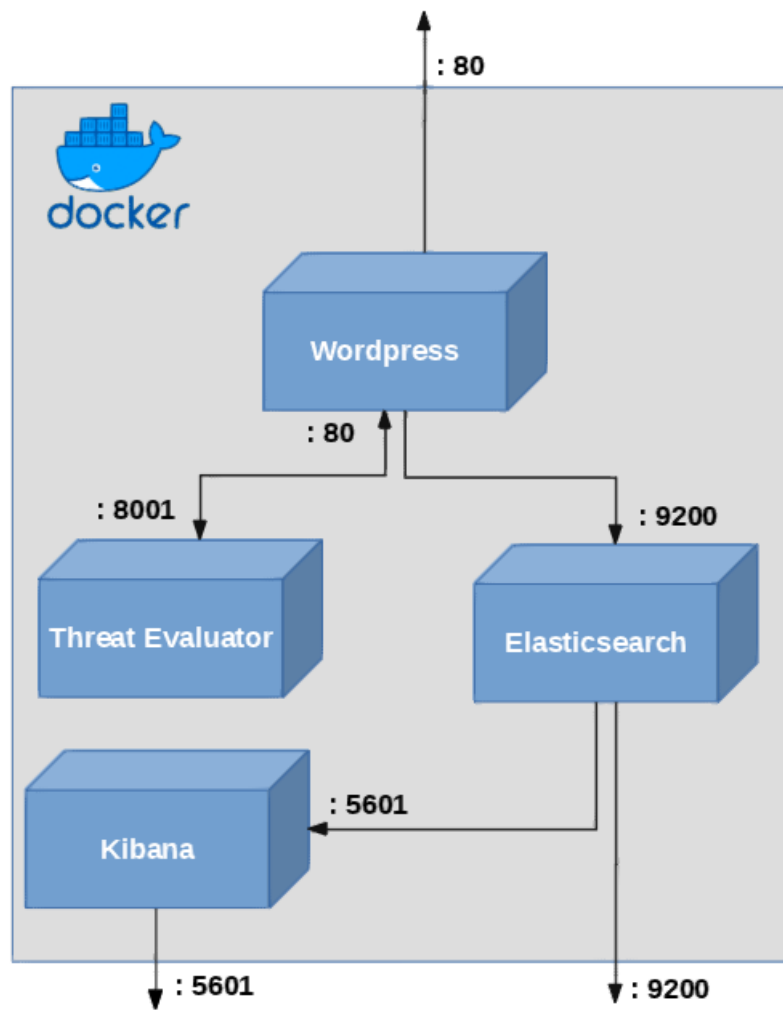 : 80
docker
Wordpress
: 80
: 8001
: 9200
Threat Evaluator
Elasticsearch
: 5601
Kibana
: 5601
: 9200